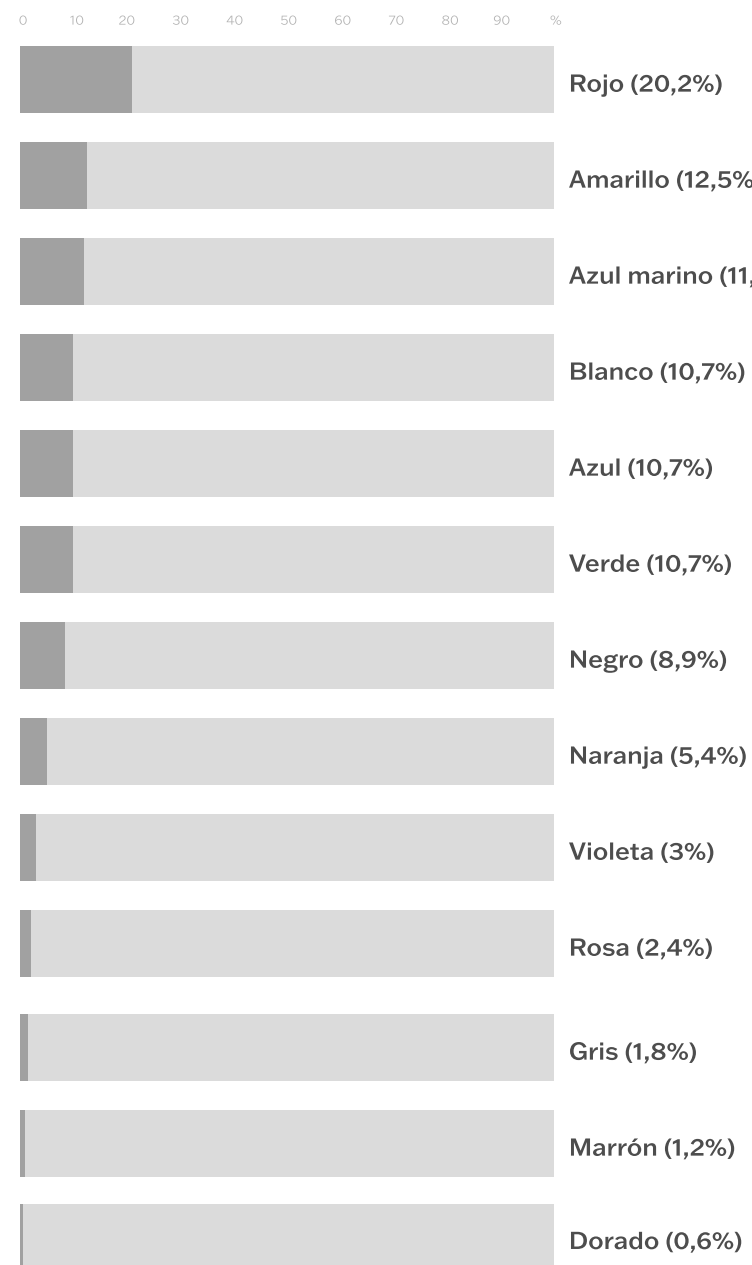 0 10 20 30 40 50 60 70 80 90 %
Rojo (20,2%)
Amarillo (12,5%
Azul marino (11,
Blanco (10,7%)
Azul (10,7%)
Verde (10,7%)
Negro (8,9%)
Naranja (5,4%)
Violeta (3%)
Rosa (2,4%)
Gris (1,8%)
Marrón (1,2%)
Dorado (0,6%)